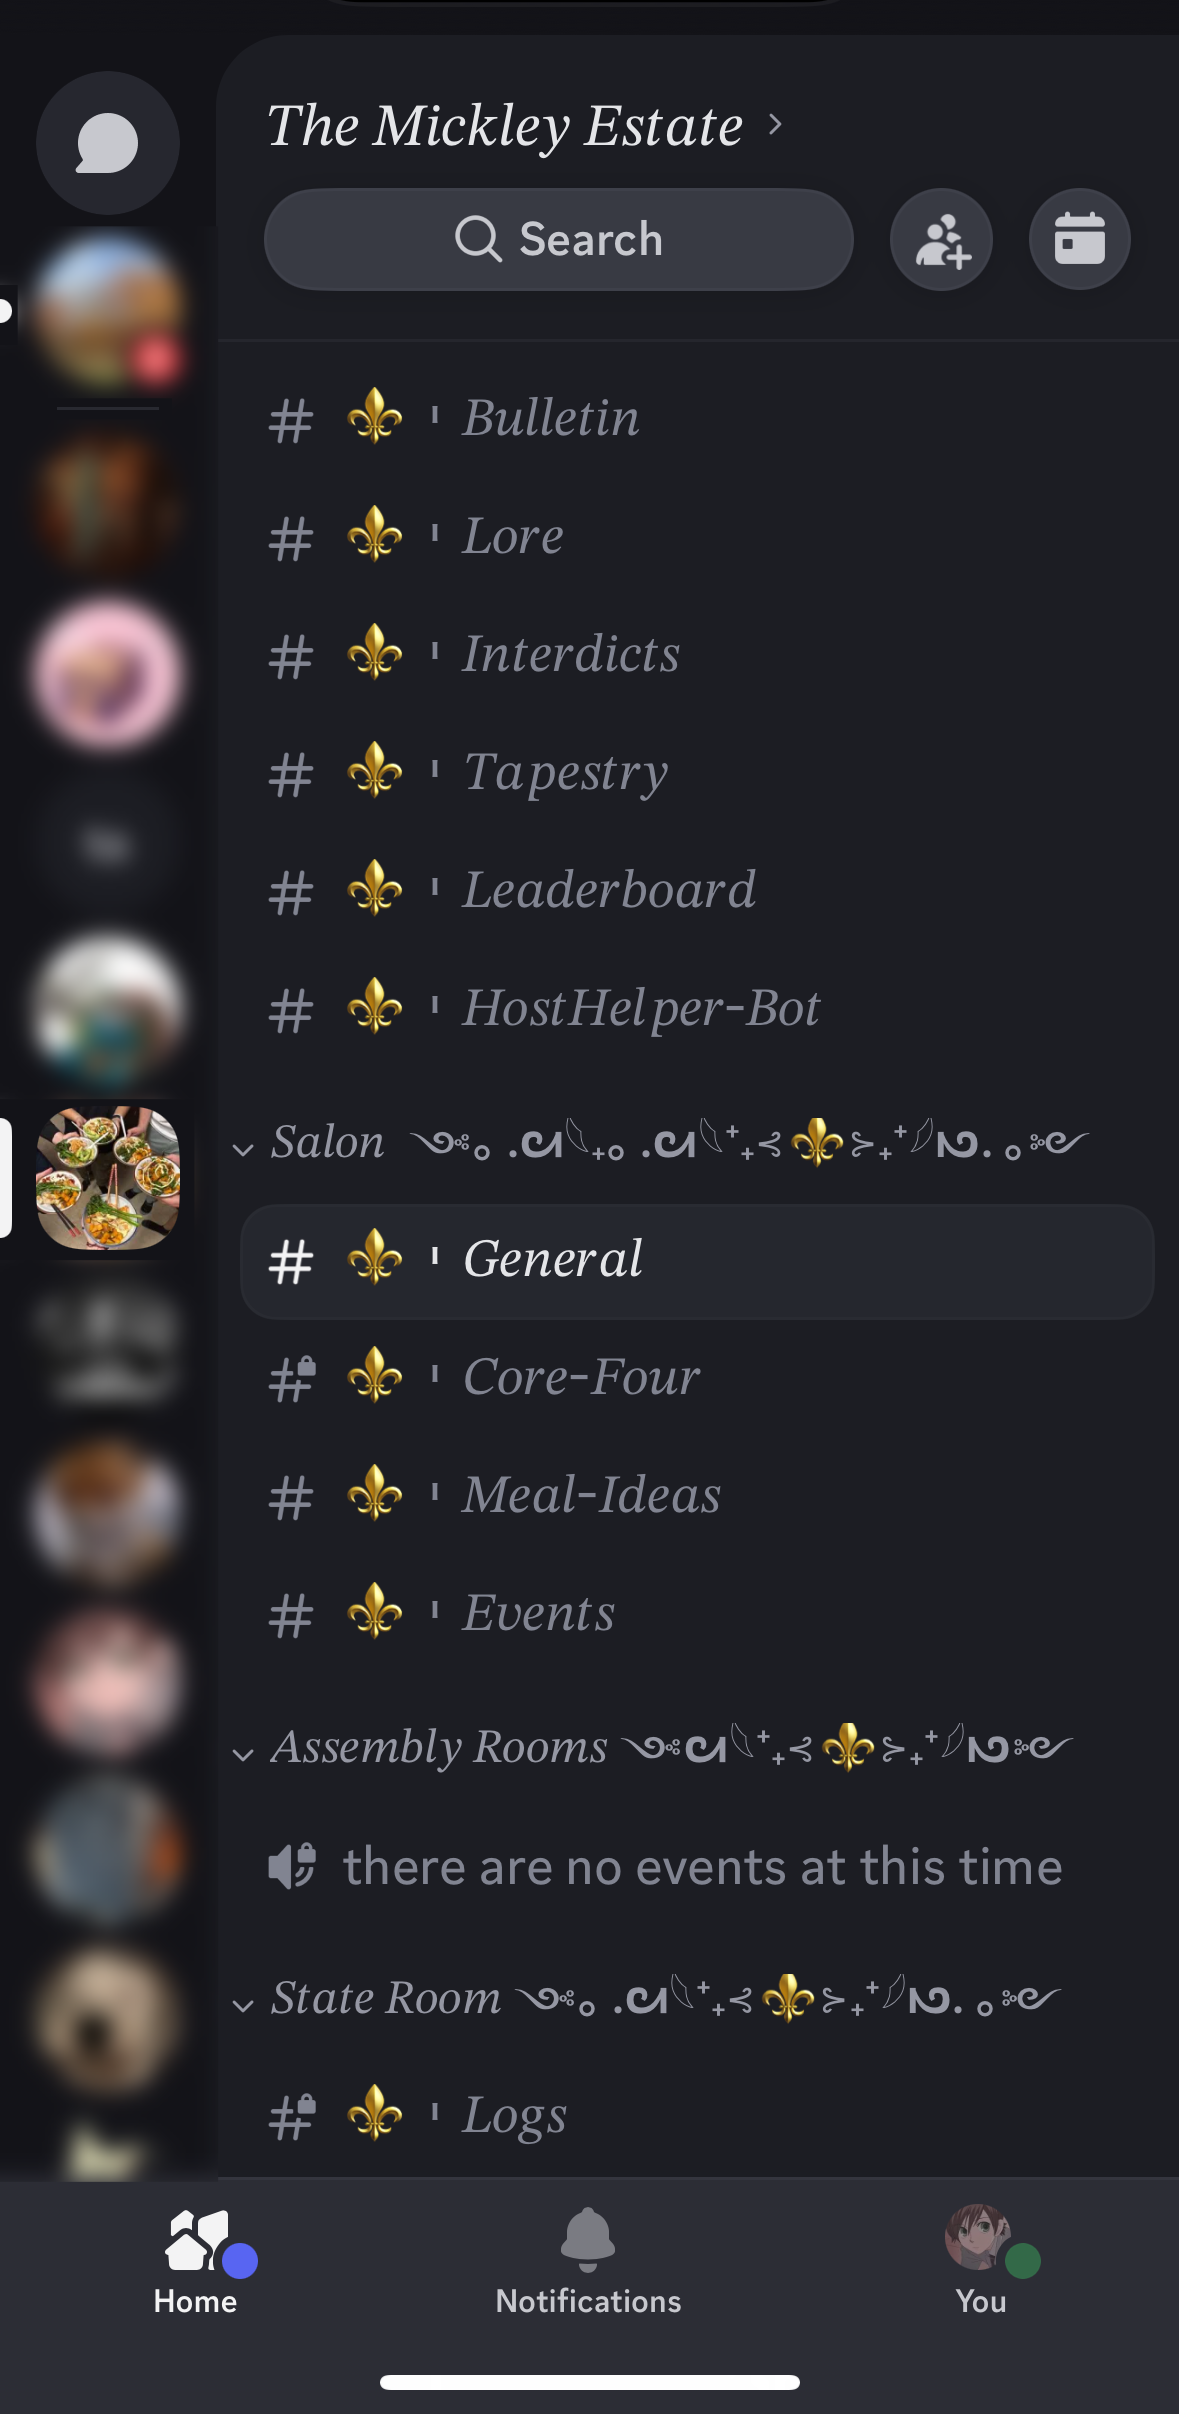 The Mickley Estate
Search
# ⚜️ ╹ Bulletin
# ⚜️ ╹ Lore
# ⚜️ ╹ Interdicts
# ⚜️ ╹ Tapestry
# ⚜️ ╹ Leaderboard
# ⚜️ ╹ HostHelper-Bot
Salon ༺。.ᘓ༄₊。.ᘓ₊⁺⊰⚜️⊱₊⁺ᘐ.。༻
# ⚜️ ╹ General
# ⚜️ ╹ Core-Four
# ⚜️ ╹ Meal-Ideas
# ⚜️ ╹ Events
Assembly Rooms ༺ᘓ⁺₊⊰⚜️⊱₊⁺ᘐ༻
there are no events at this time
State Room ༺。.ᘓ⁺₊⊰⚜️⊱₊⁺ᘐ.。༻
# ⚜️ ╹ Logs
Home
Notifications
You